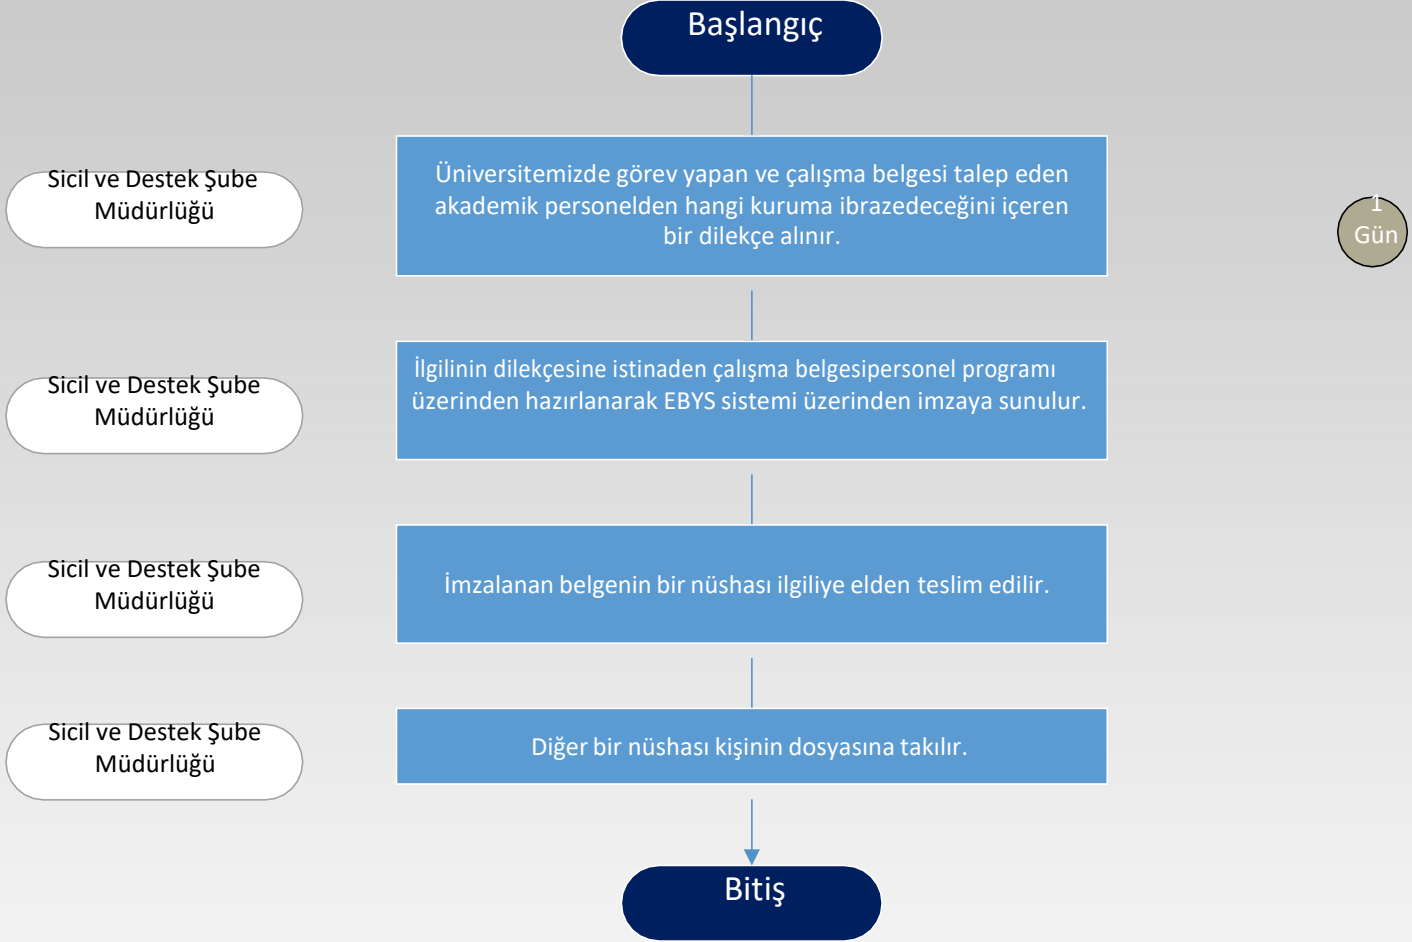 Başlangıç
Sicil ve Destek Şube
Müdürlüğü
Üniversitemizde görev yapan ve çalışma belgesi talep eden
akademik personelden hangi kuruma ibrazedeceğini içeren
bir dilekçe alınır.
1
Gün
Sicil ve Destek Şube
Müdürlüğü
İlgilinin dilekçesine istinaden çalışma belgesipersonel programı
üzerinden hazırlanarak EBYS sistemi üzerinden imzaya sunulur.
Sicil ve Destek Şube
Müdürlüğü
İmzalanan belgenin bir nüshası ilgiliye elden teslim edilir.
Sicil ve Destek Şube
Müdürlüğü
Diğer bir nüshası kişinin dosyasına takılır.
Bitiş